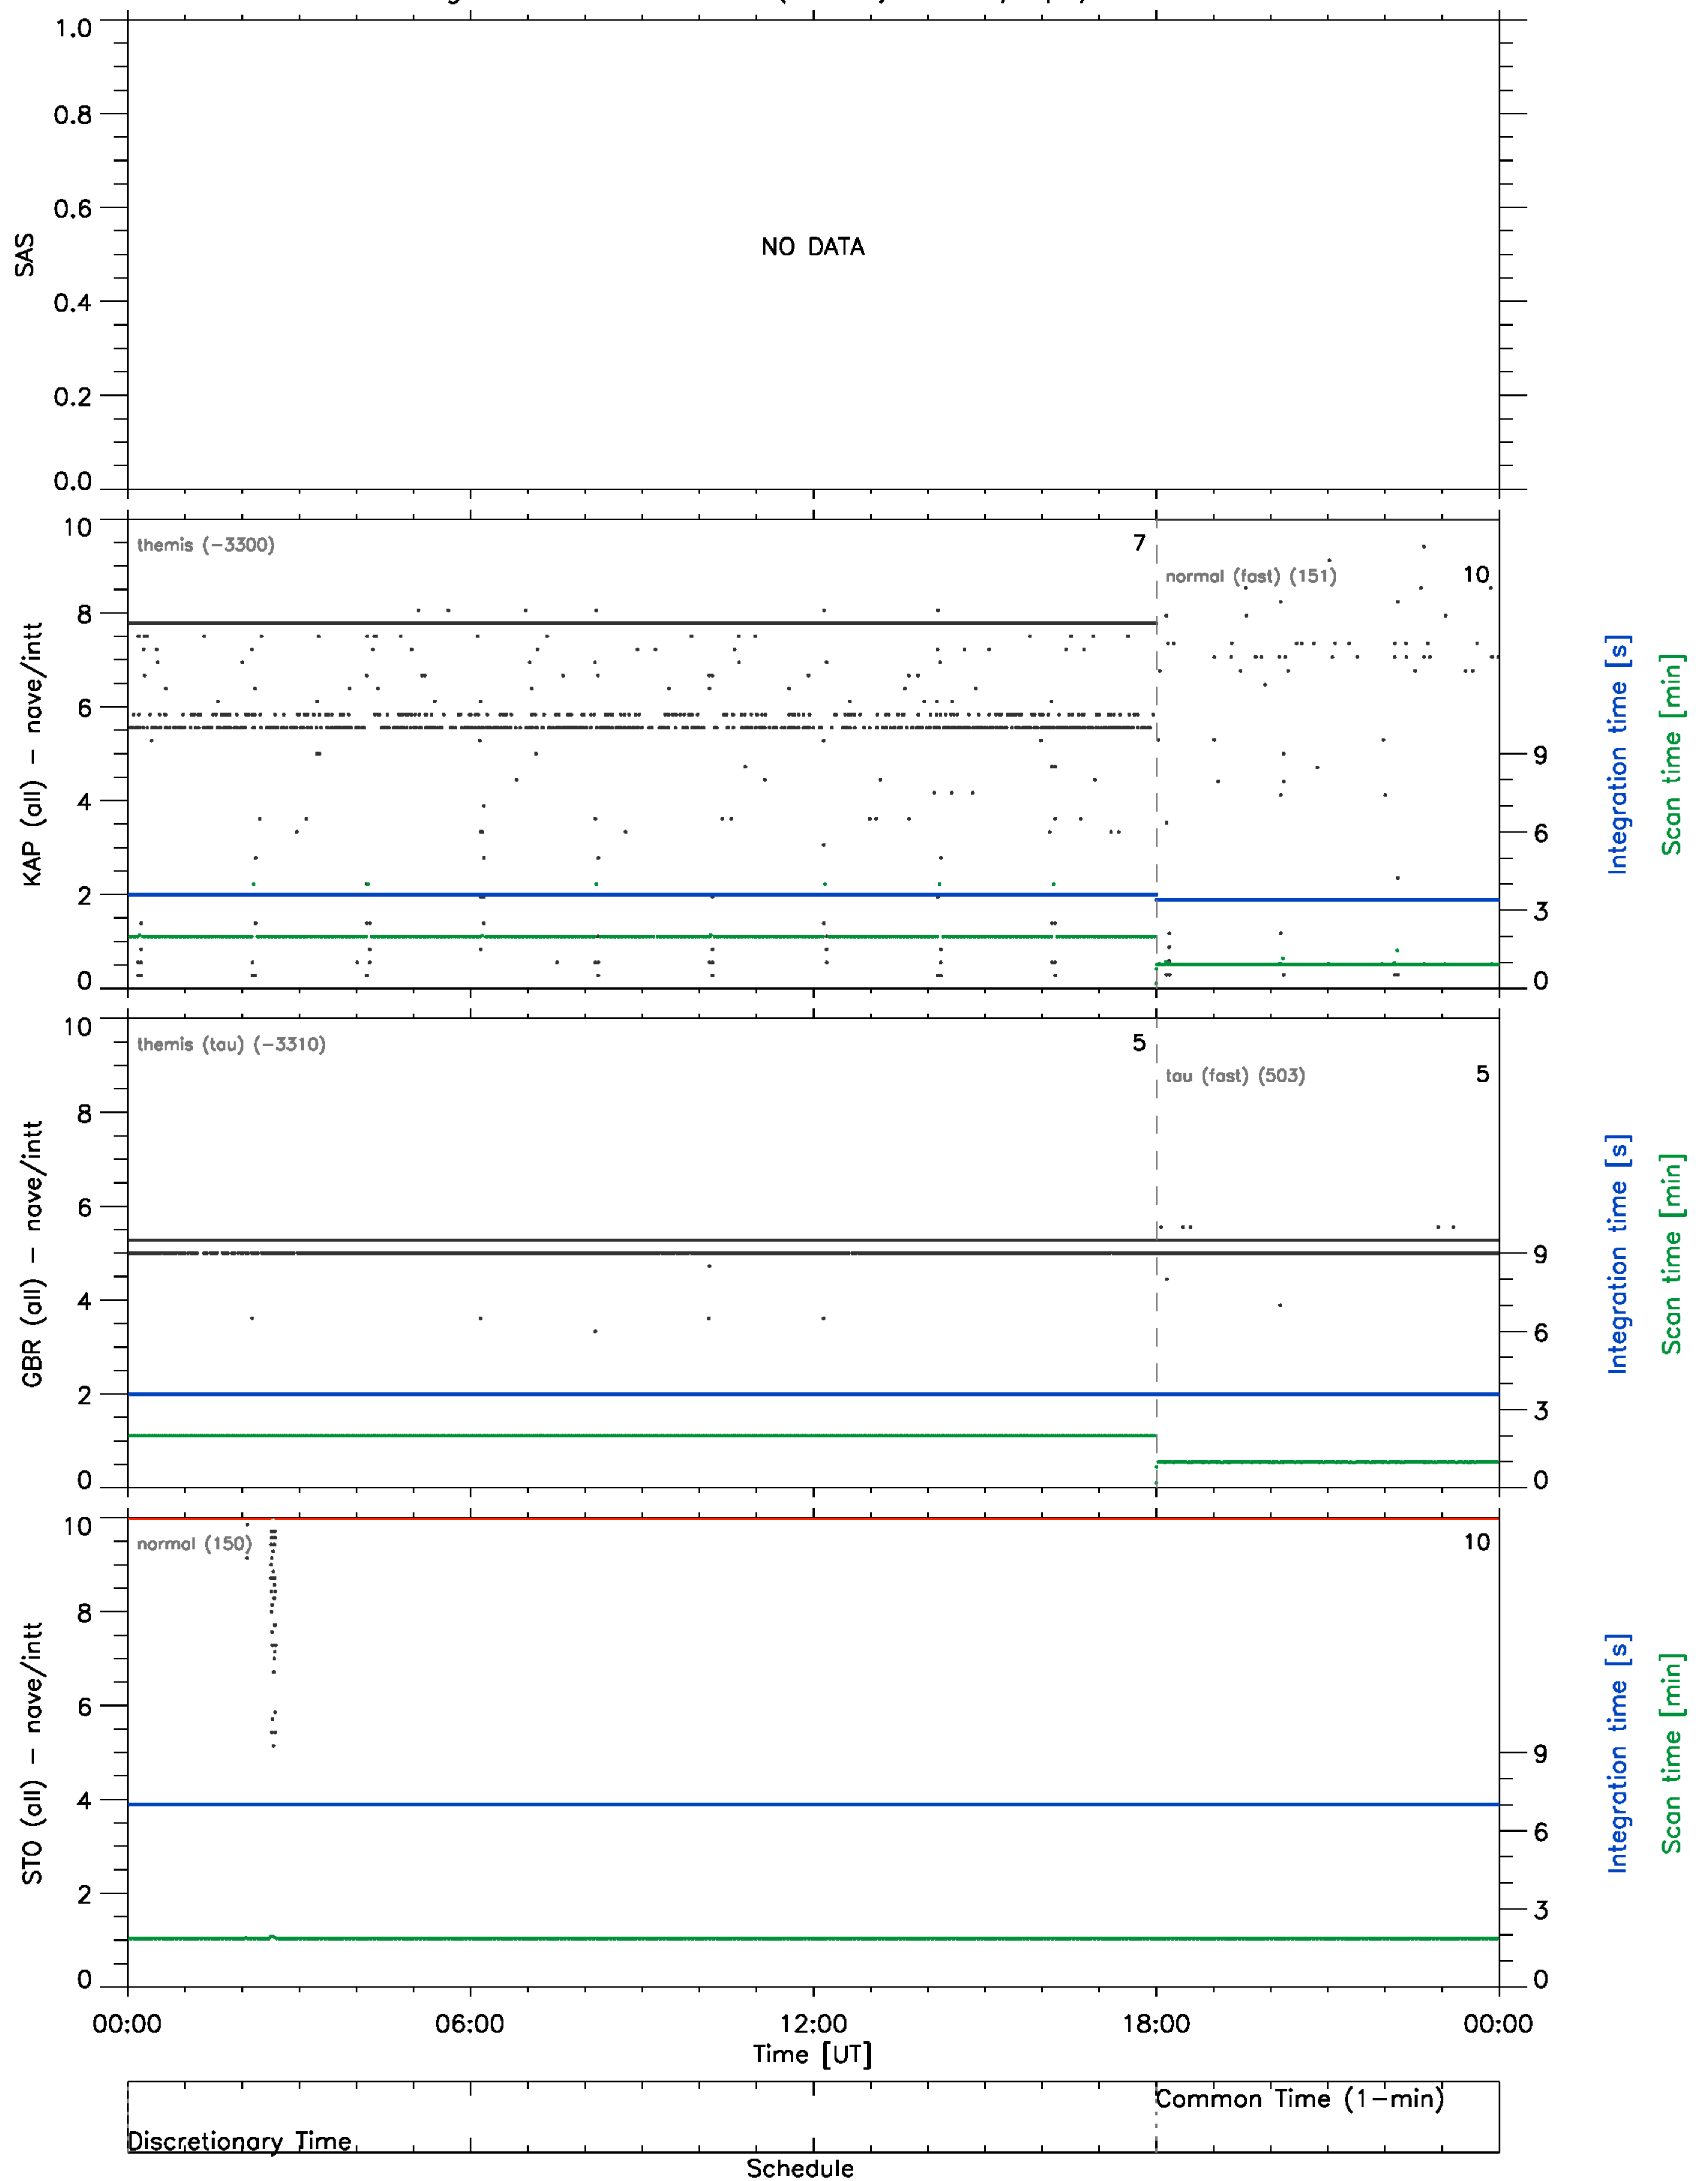 1.0
0.8
0.6
0.4
0.2
0.0
SAS
NO DATA
10
8
6
4
2
0
KAP (all) − nave/intt
themis (−3300)
7
normal (fast) (151)
10
9
6
3
0
Integration time [s]
Scan time [min]
10
8
6
4
2
0
GBR (all) − nave/intt
themis (tau) (−3310)
5
tau (fast) (503)
5
9
6
3
0
Integration time [s]
Scan time [min]
10
8
6
4
2
0
STO (all) − nave/intt
normal (150)
10
9
6
3
0
Integration time [s]
Scan time [min]
00:00
06:00
12:00
18:00
00:00
Time [UT]
Common Time (1−min)
Discretionary Time
Schedule